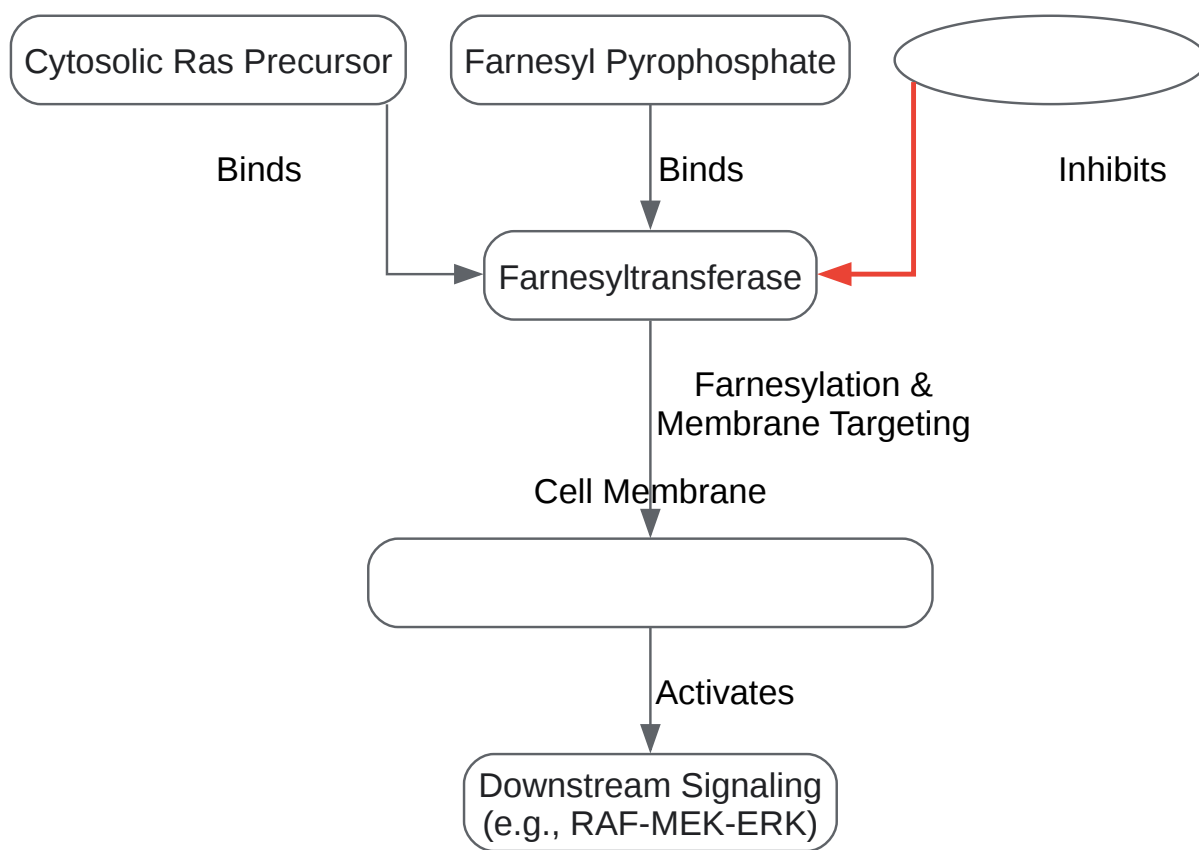 Cytosolic Ras Precursor
Farnesyl Pyrophosphate
Binds
Binds
Inhibits
Farnesyltransferase
Farnesylation &
Membrane Targeting
Cell Membrane
Activates
Downstream Signaling
(e.g., RAF-MEK-ERK)